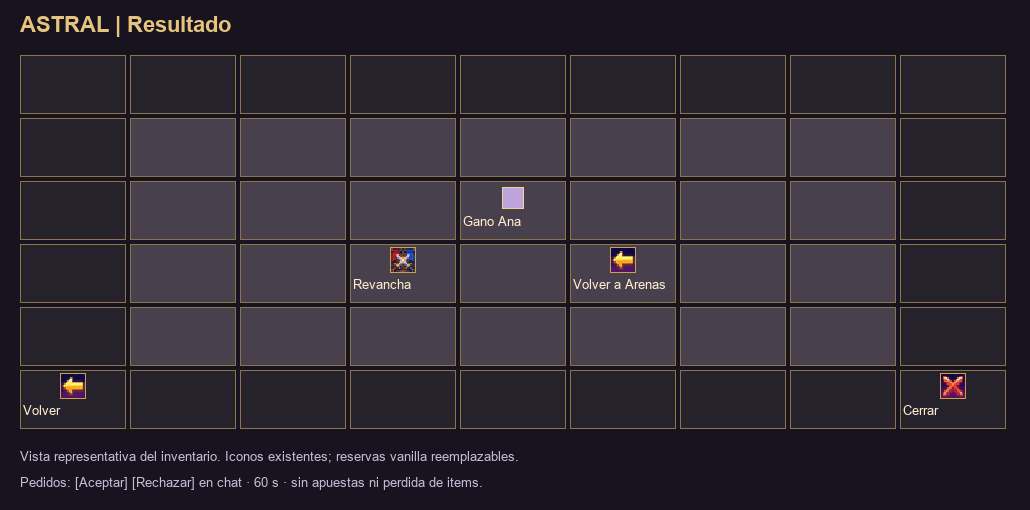 ASTRAL | Resultado
Gano Ana
Revancha
Volver a Arenas
Volver
Cerrar
Vista representativa del inventario. Iconos existentes; reservas vanilla reemplazables.
Pedidos: [Aceptar] [Rechazar] en chat · 60 s · sin apuestas ni perdida de items.